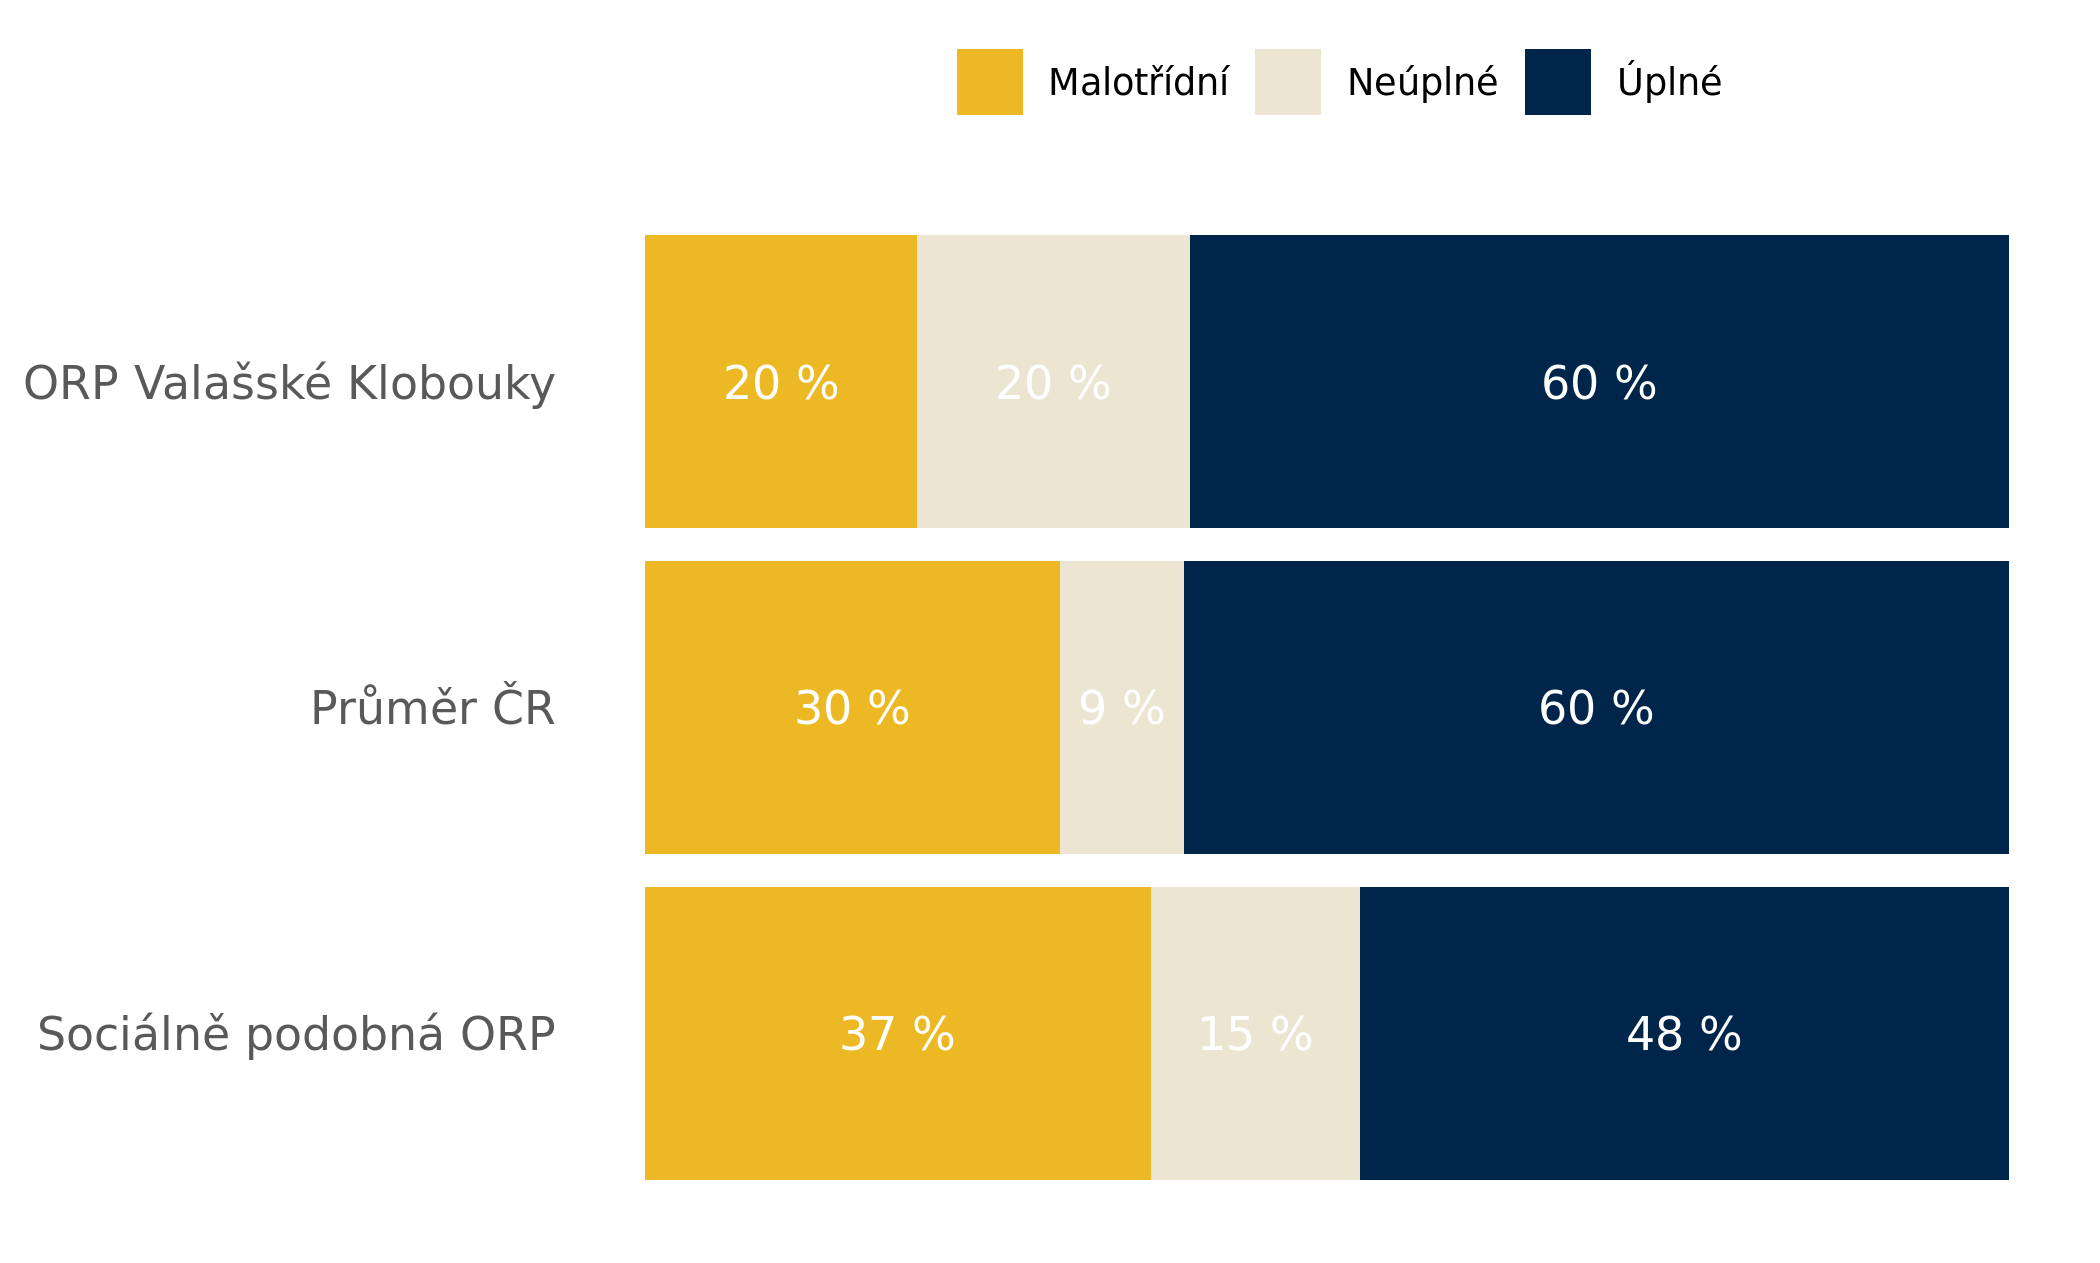 Malotřídní Neúplné Úplné
ORP Valašské Klobouky 20 % 20 % 60 %
Průměr ČR 30 % 9 % 60 %
Sociálně podobná ORP 37 % 15 % 48 %